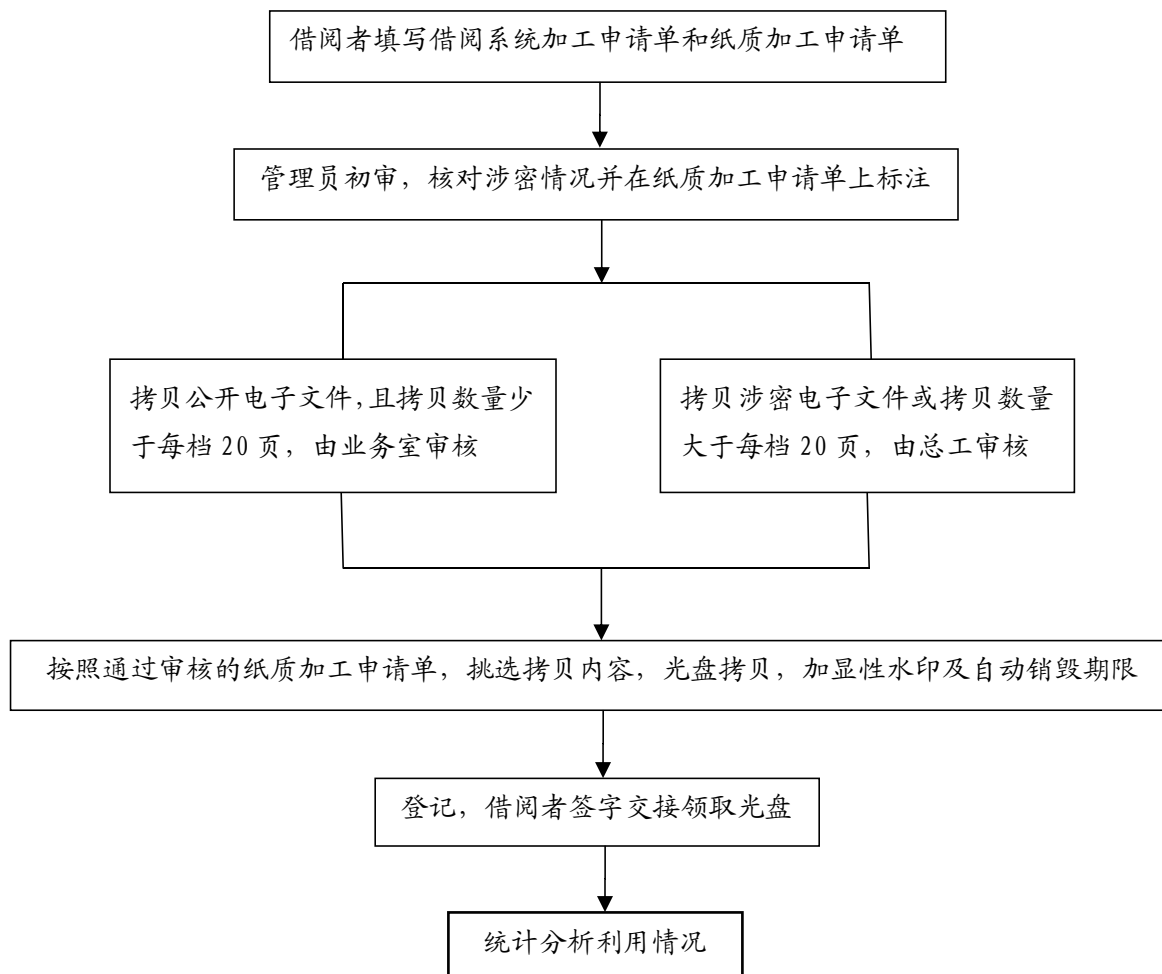 借阅者填写借阅系统加工申请单和纸质加工申请单
管理员初审，核对涉密情况并在纸质加工申请单上标注
拷贝公开电子文件，且拷贝数量少
于每档 20 页，由业务室审核
拷贝涉密电子文件或拷贝数量
大于每档 20 页，由总工审核
按照通过审核的纸质加工申请单，挑选拷贝内容，光盘拷贝，加显性水印及自动销毁期限
登记，借阅者签字交接领取光盘
统计分析利用情况